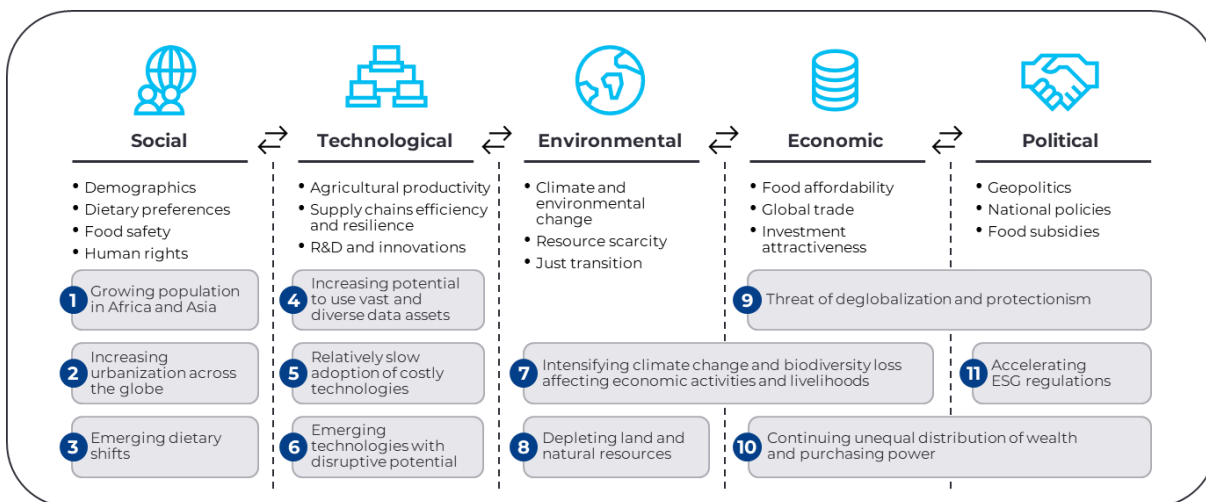 Social
Technological
Environmental
Economic
Political
• Demographics
• Dietary preferences
• Food safety
• Human rights
• Agricultural productivity
• Supply chains efficiency
and resilience
• R&D and innovations
• Climate and
environmental
change
• Resource scarcity
• Just transition
• Food affordability
• Global trade
• Investment
attractiveness
• Geopolitics
• National policies
• Food subsidies
1 Growing population
in Africa and Asia
2 Increasing
urbanization across
the globe
3 Emerging dietary
shifts
4 Increasing potential
to use vast and
diverse data assets
5 Relatively slow
adoption of costly
technologies
6 Emerging
technologies with
disruptive potential
7 Intensifying climate change and biodiversity loss
affecting economic activities and livelihoods
8 Depleting land and
natural resources
9 Threat of deglobalization and protectionism
10 Continuing unequal distribution of wealth
and purchasing power
11 Accelerating
ESG regulations